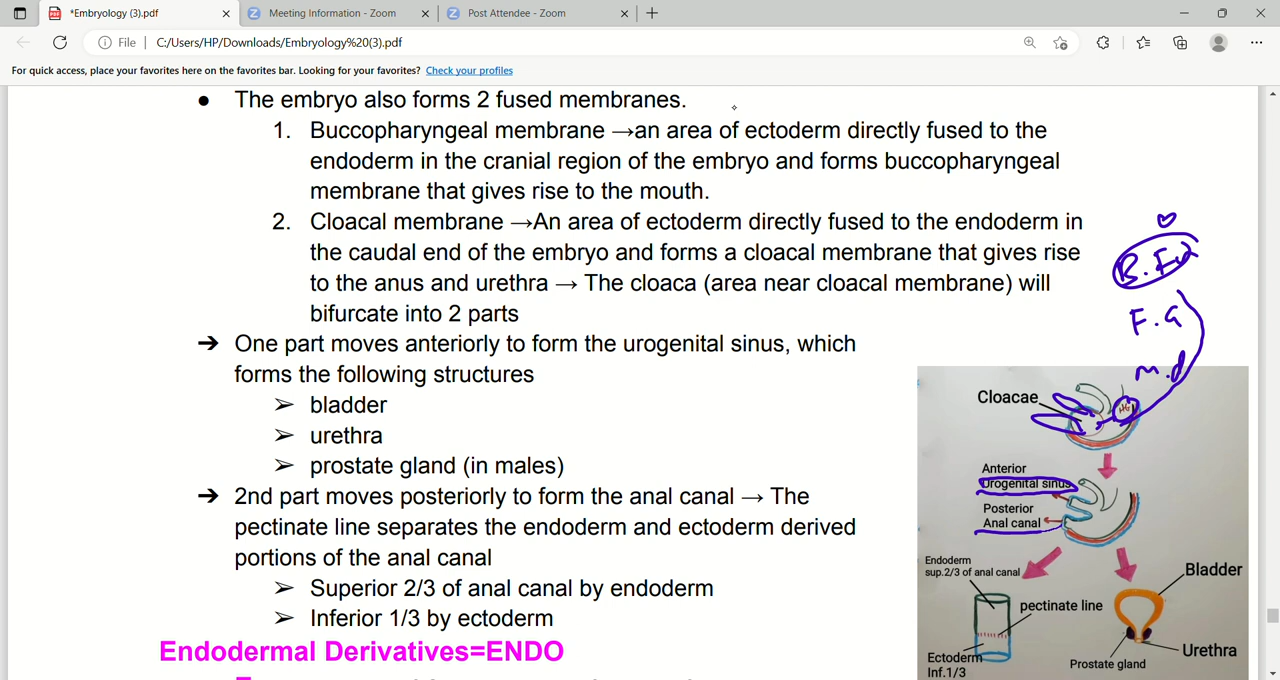 *Embryology (3).pdf
Meeting Information - Zoom
Post Attendee - Zoom
File
C:/Users/HP/Downloads/Embryology%20(3).pdf
For quick access, place your favorites here on the favorites bar. Looking for your favorites? Check your profiles
● The embryo also forms 2 fused membranes.
1. Buccopharyngeal membrane →an area of ectoderm directly fused to the
endoderm in the cranial region of the embryo and forms buccopharyngeal
membrane that gives rise to the mouth.
2. Cloacal membrane →An area of ectoderm directly fused to the endoderm in
the caudal end of the embryo and forms a cloacal membrane that gives rise
to the anus and urethra → The cloaca (area near cloacal membrane) will
bifurcate into 2 parts
➔ One part moves anteriorly to form the urogenital sinus, which
forms the following structures
➢ bladder
➢ urethra
➢ prostate gland (in males)
➔ 2nd part moves posteriorly to form the anal canal → The
pectinate line separates the endoderm and ectoderm derived
portions of the anal canal
➢ Superior 2/3 of anal canal by endoderm
➢ Inferior 1/3 by ectoderm
Endodermal Derivatives=ENDO
F.G
m.d
Cloacae
HG
Anterior
Urogenital sinus
Posterior
Anal canal
Endoderm
sup.2/3 of anal canal
pectinate line
Ectoderm
Inf.1/3
Bladder
Urethra
Prostate gland